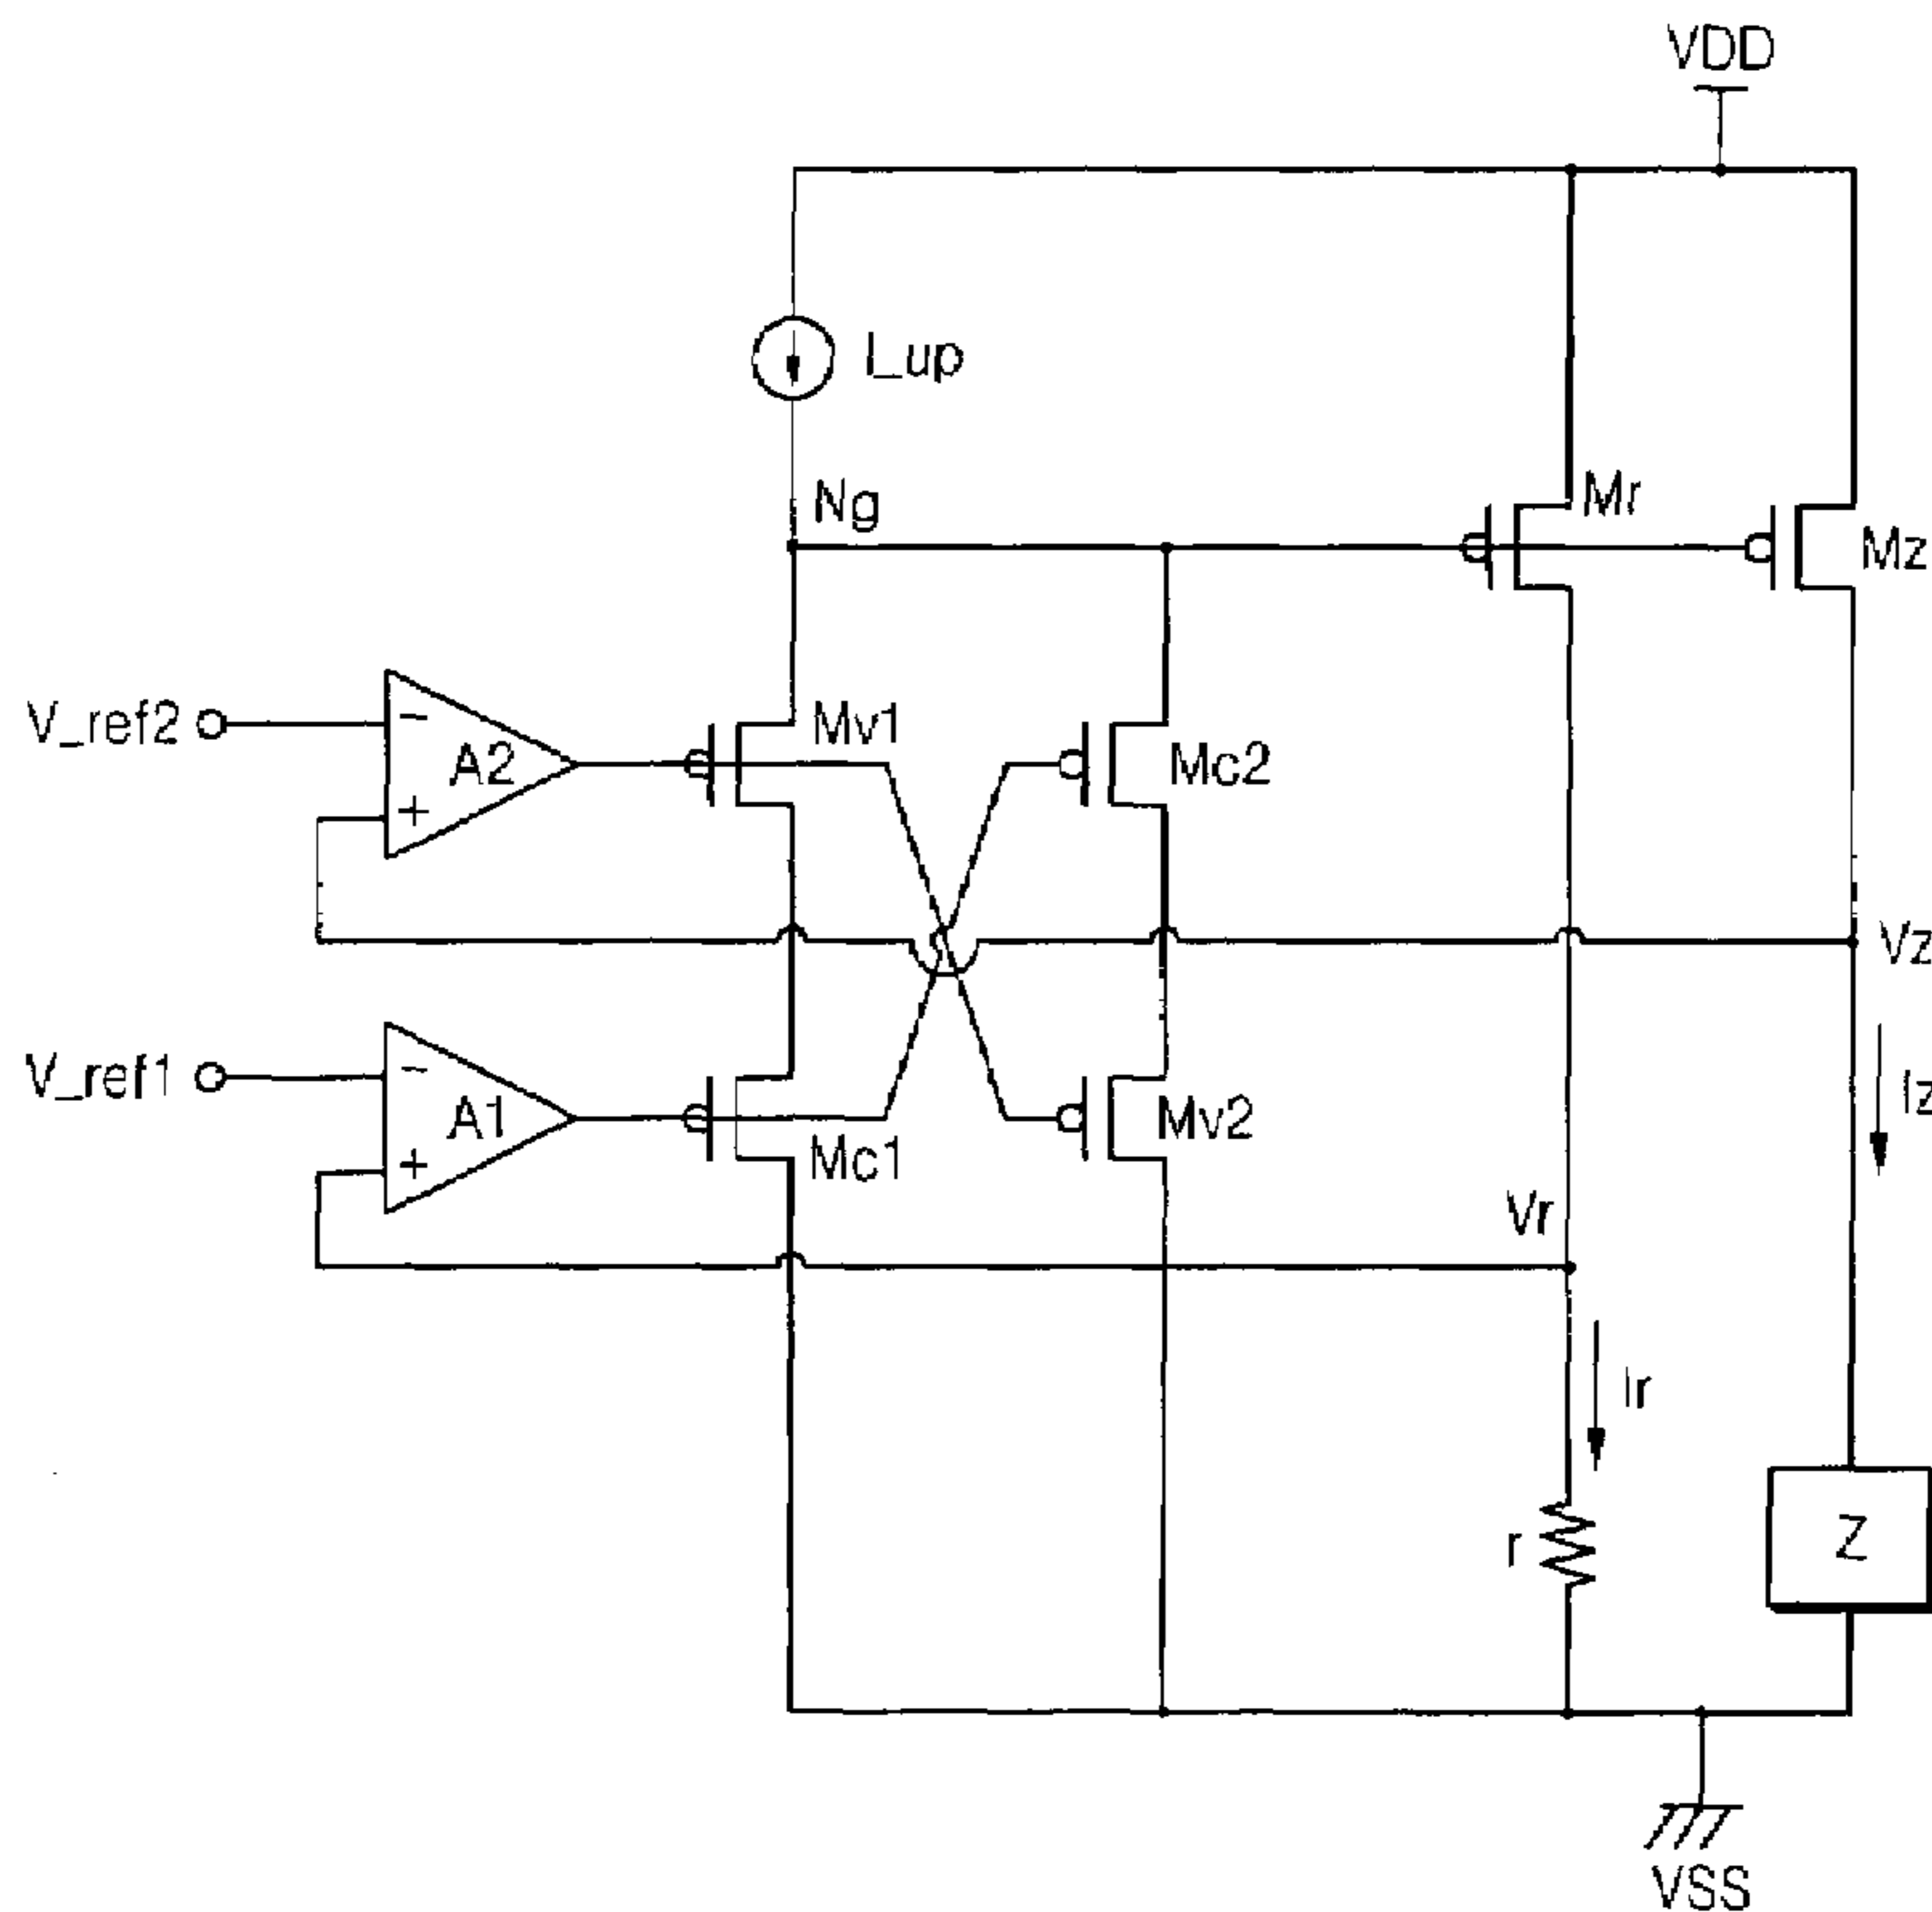 VDD
I_up
Ng
Mr
Mz
V_ref2
−
A2
+
Mv1
Mc2
Vz
V_ref1
−
A1
+
Mc1
Mv2
Iz
Vr
Ir
r
Z
VSS